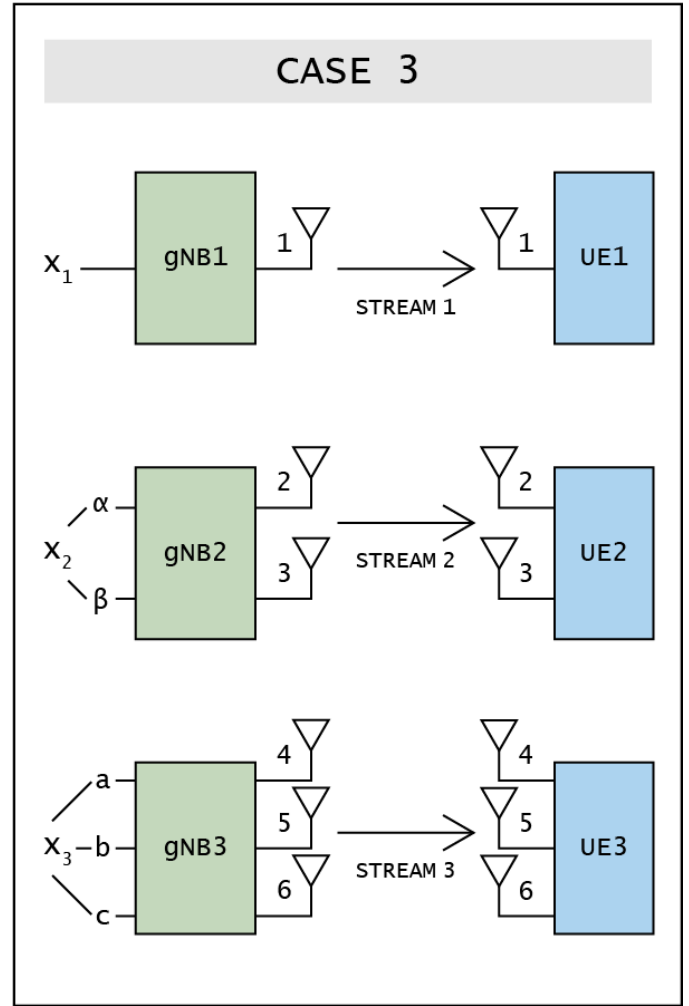 CASE 3
x1 gNB1 1 STREAM 1 1 UE1
α 2 2
x2 gNB2 STREAM 2 UE2
β 3 3
a 4 4
x3 b gNB3 5 STREAM 3 5 UE3
c 6 6